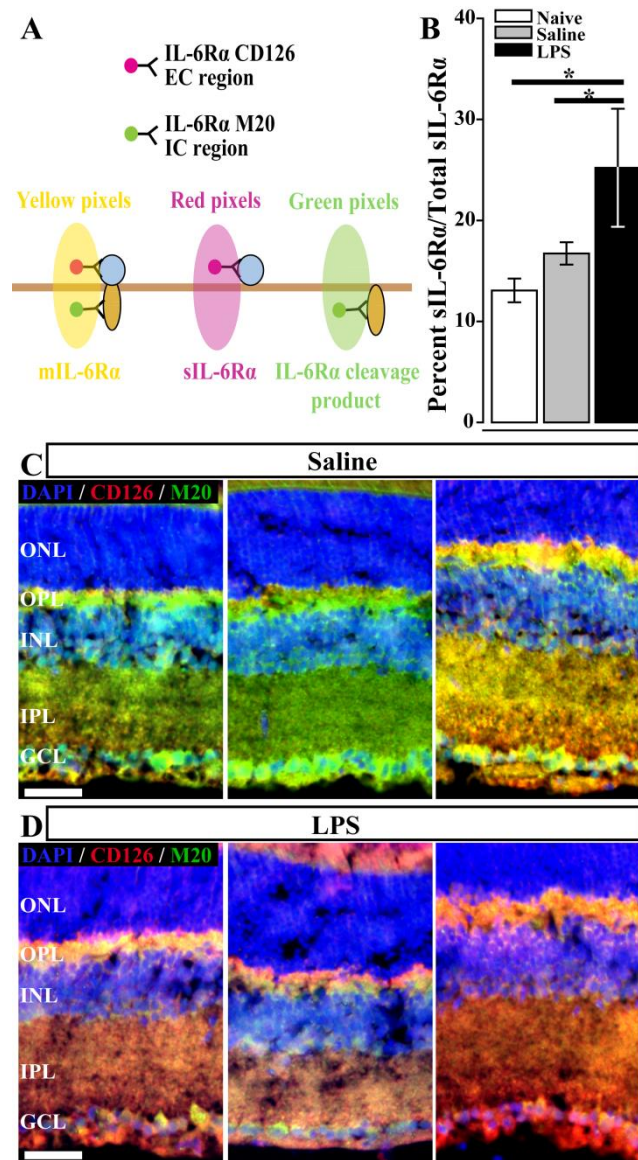 A
IL-6Rα CD126
EC region
IL-6Rα M20
IC region
Yellow pixels
Red pixels
Green pixels
mIL-6Rα
sIL-6Rα
IL-6Rα cleavage
product
B
Naive
Saline
LPS
Percent sIL-6Rα/Total sIL-6Rα
40
30
20
10
0
*
*
C
Saline
DAPI / CD126 / M20
ONL
OPL
INL
IPL
GCL
D
LPS
DAPI / CD126 / M20
ONL
OPL
INL
IPL
GCL